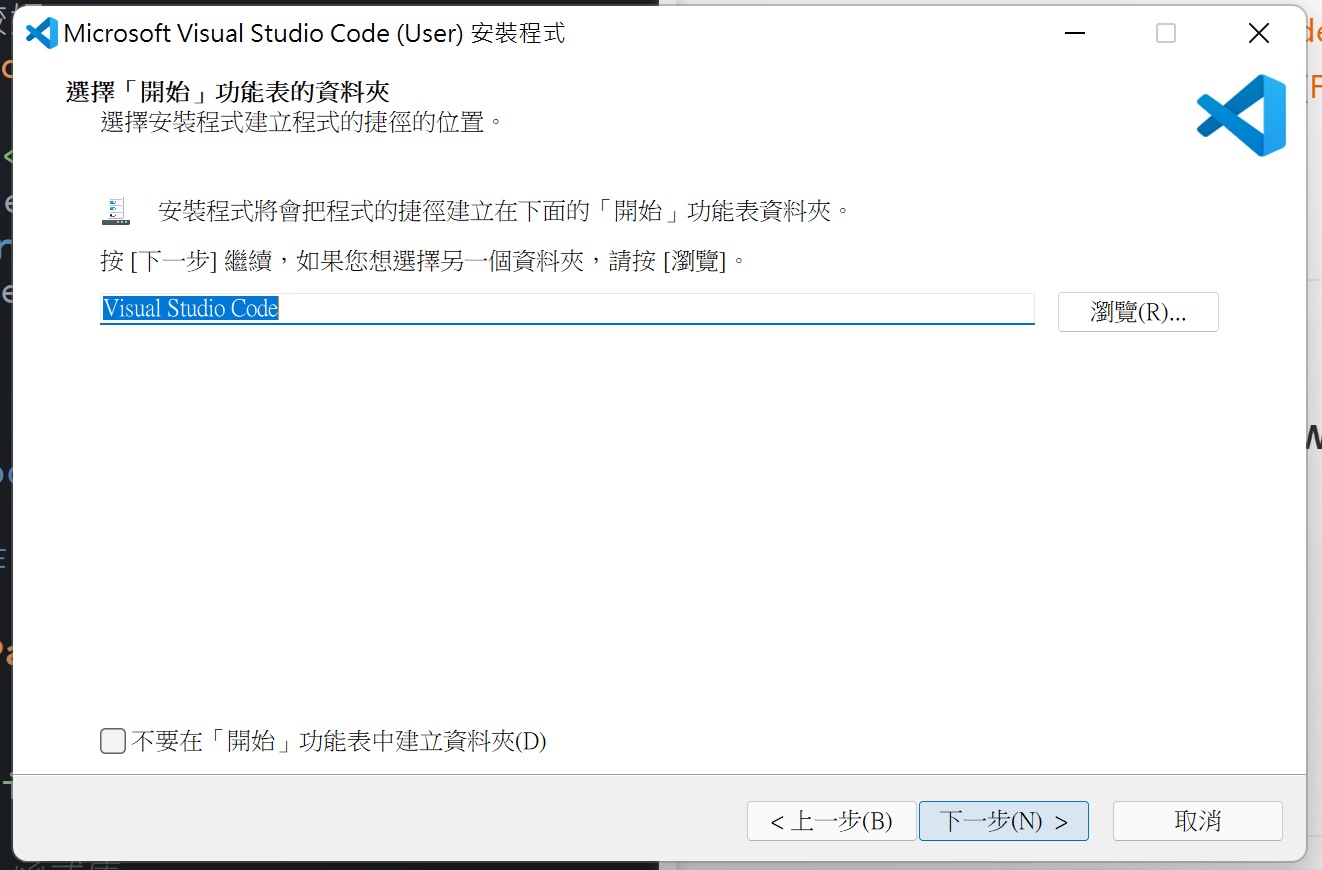 Microsoft Visual Studio Code (User) 安裝程式
選擇「開始」功能表的資料夾
選擇安裝程式建立程式的捷徑的位置。
安裝程式將會把程式的捷徑建立在下面的「開始」功能表資料夾。
按 [下一步] 繼續，如果您想選擇另一個資料夾，請按 [瀏覽]。
Visual Studio Code
瀏覽(R)...
不要在「開始」功能表中建立資料夾(D)
< 上一步(B)
下一步(N) >
取消